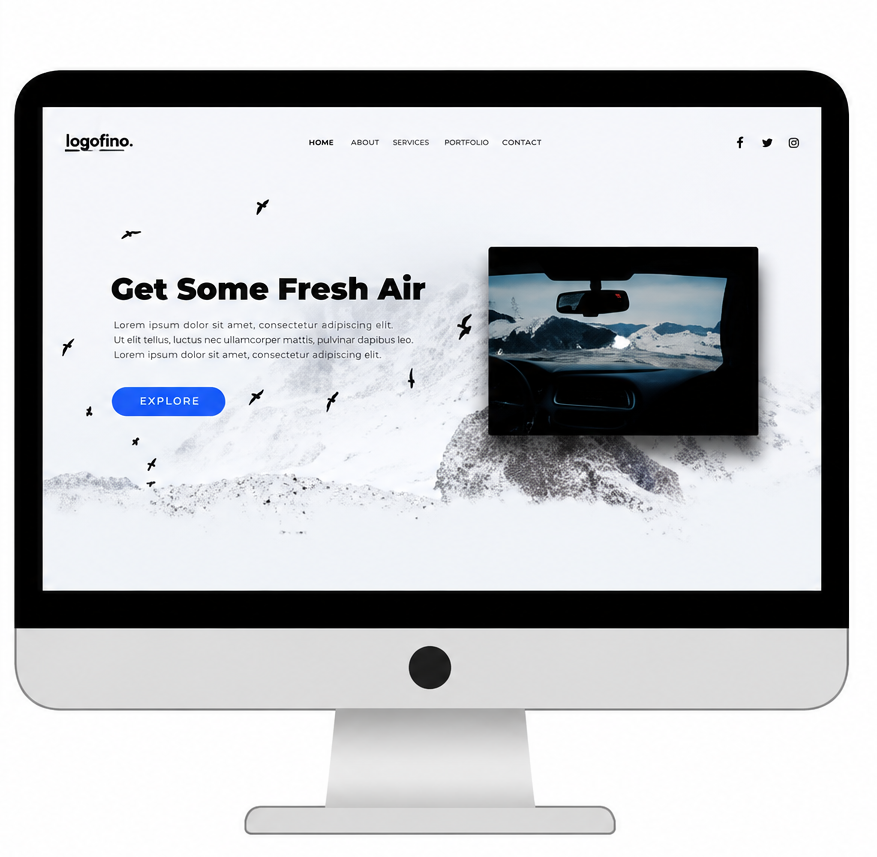 logofino.
HOME ABOUT SERVICES PORTFOLIO CONTACT
Get Some Fresh Air
Lorem ipsum dolor sit amet, consectetur adipiscing elit.
Ut elit tellus, luctus nec ullamcorper mattis, pulvinar dapibus leo.
Lorem ipsum dolor sit amet, consectetur adipiscing elit.
EXPLORE